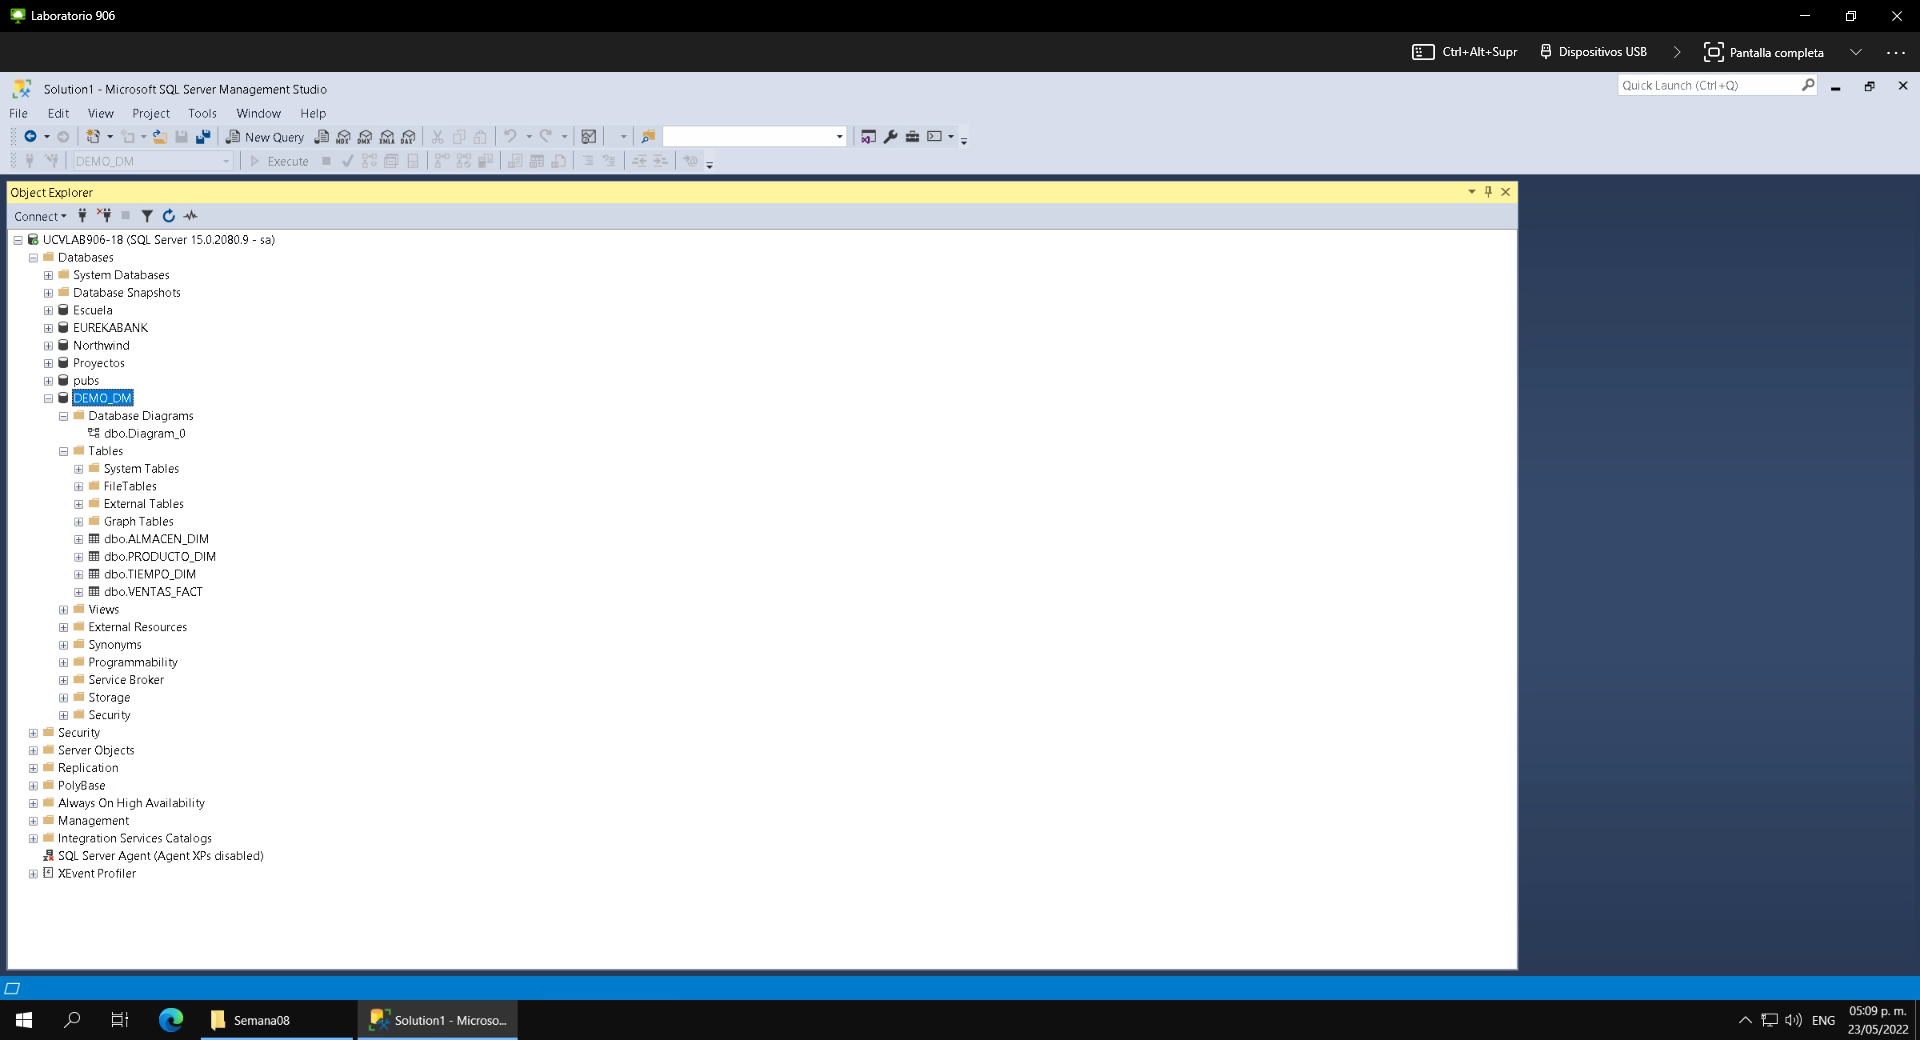 Laboratorio 906
Ctrl+Alt+Supr Dispositivos USB Pantalla completa
Solution1 - Microsoft SQL Server Management Studio Quick Launch (Ctrl+Q)
File Edit View Project Tools Window Help
New Query MDX DMX XMLA DAX
DEMO_DM Execute
Object Explorer
Connect
UCVLAB906-18 (SQL Server 15.0.2080.9 - sa)
Databases
System Databases
Database Snapshots
Escuela
EUREKABANK
Northwind
Proyectos
pubs
DEMO_DM
Database Diagrams
dbo.Diagram_0
Tables
System Tables
FileTables
External Tables
Graph Tables
dbo.ALMACEN_DIM
dbo.PRODUCTO_DIM
dbo.TIEMPO_DIM
dbo.VENTAS_FACT
Views
External Resources
Synonyms
Programmability
Service Broker
Storage
Security
Security
Server Objects
Replication
PolyBase
Always On High Availability
Management
Integration Services Catalogs
SQL Server Agent (Agent XPs disabled)
XEvent Profiler
Semana08 Solution1 - Microso... ENG 05:09 p. m.
23/05/2022